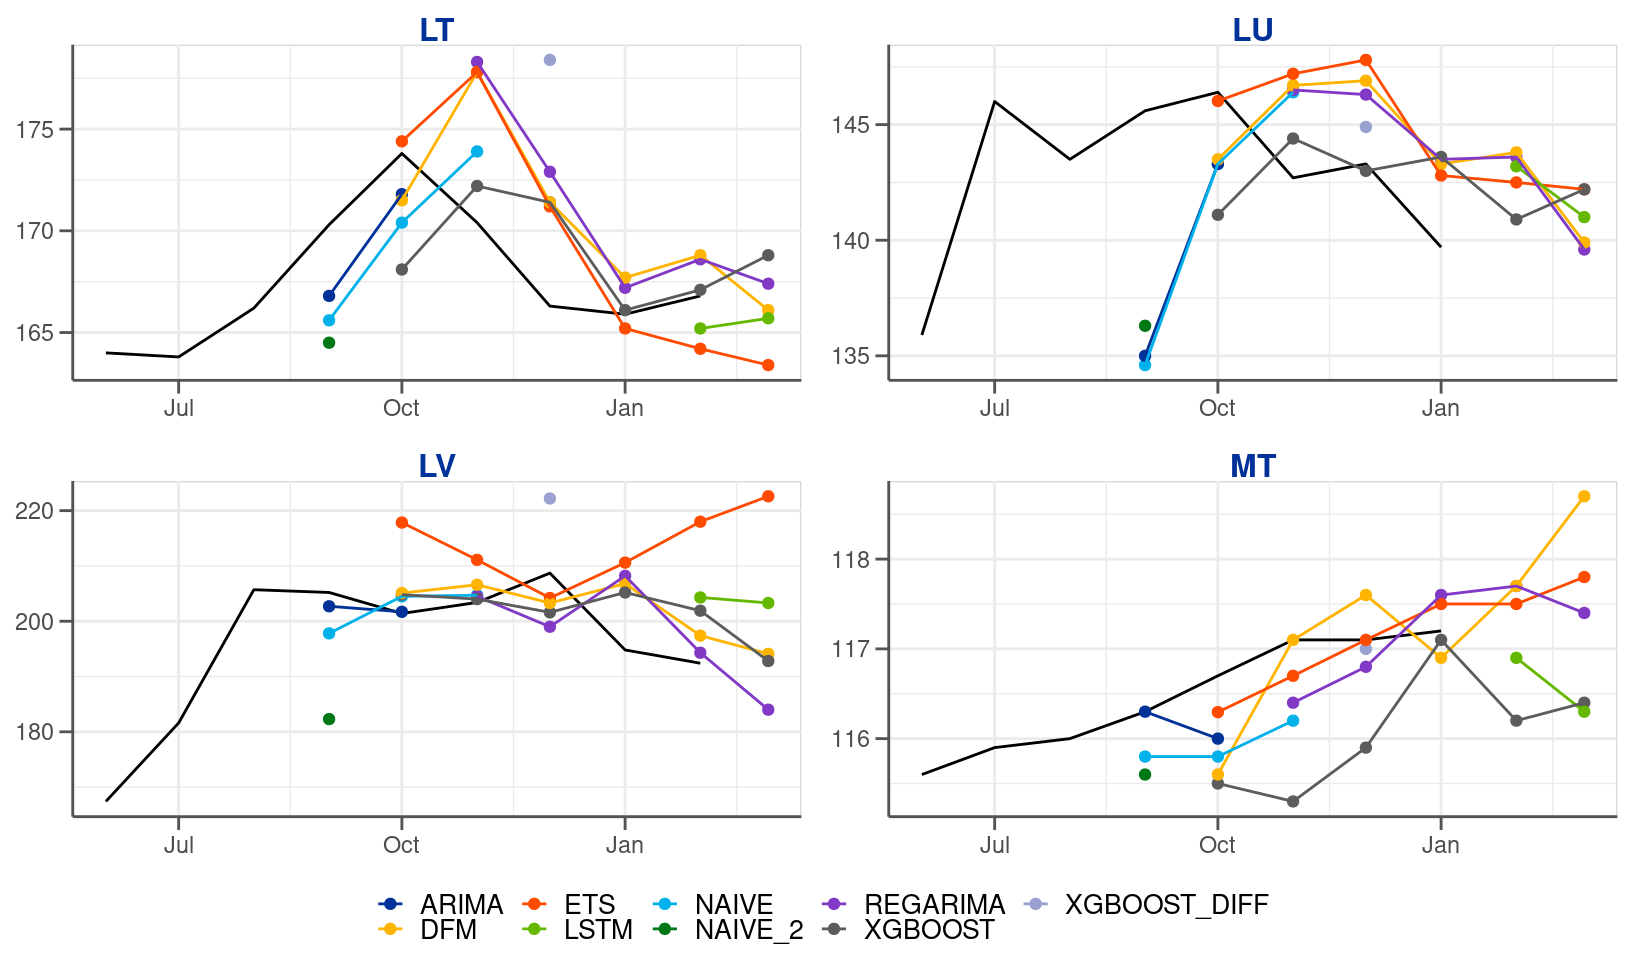 LT
LU
175
170
165
Jul Oct Jan
145
140
135
Jul Oct Jan
LV
MT
220
200
180
Jul Oct Jan
118
117
116
Jul Oct Jan
ARIMA ETS NAIVE REGARIMA XGBOOST_DIFF
DFM LSTM NAIVE_2 XGBOOST